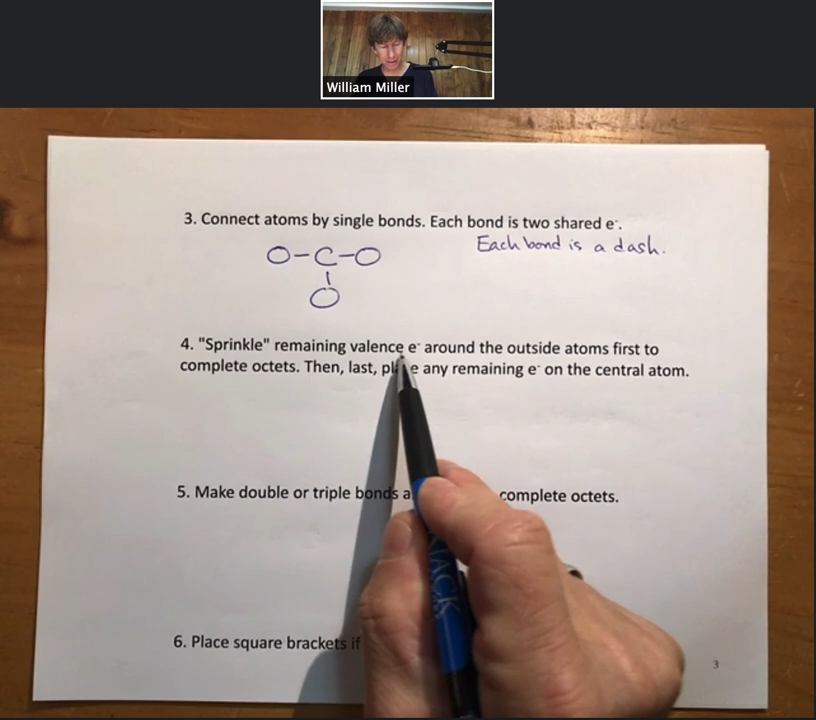 William Miller
3. Connect atoms by single bonds. Each bond is two shared e⁻.
Each bond is a dash.
O-C-O
|
O
4. "Sprinkle" remaining valence e⁻ around the outside atoms first to
complete octets. Then, last, any remaining e⁻ on the central atom.
5. Make double or triple bonds complete octets.
6. Place square brackets if
3